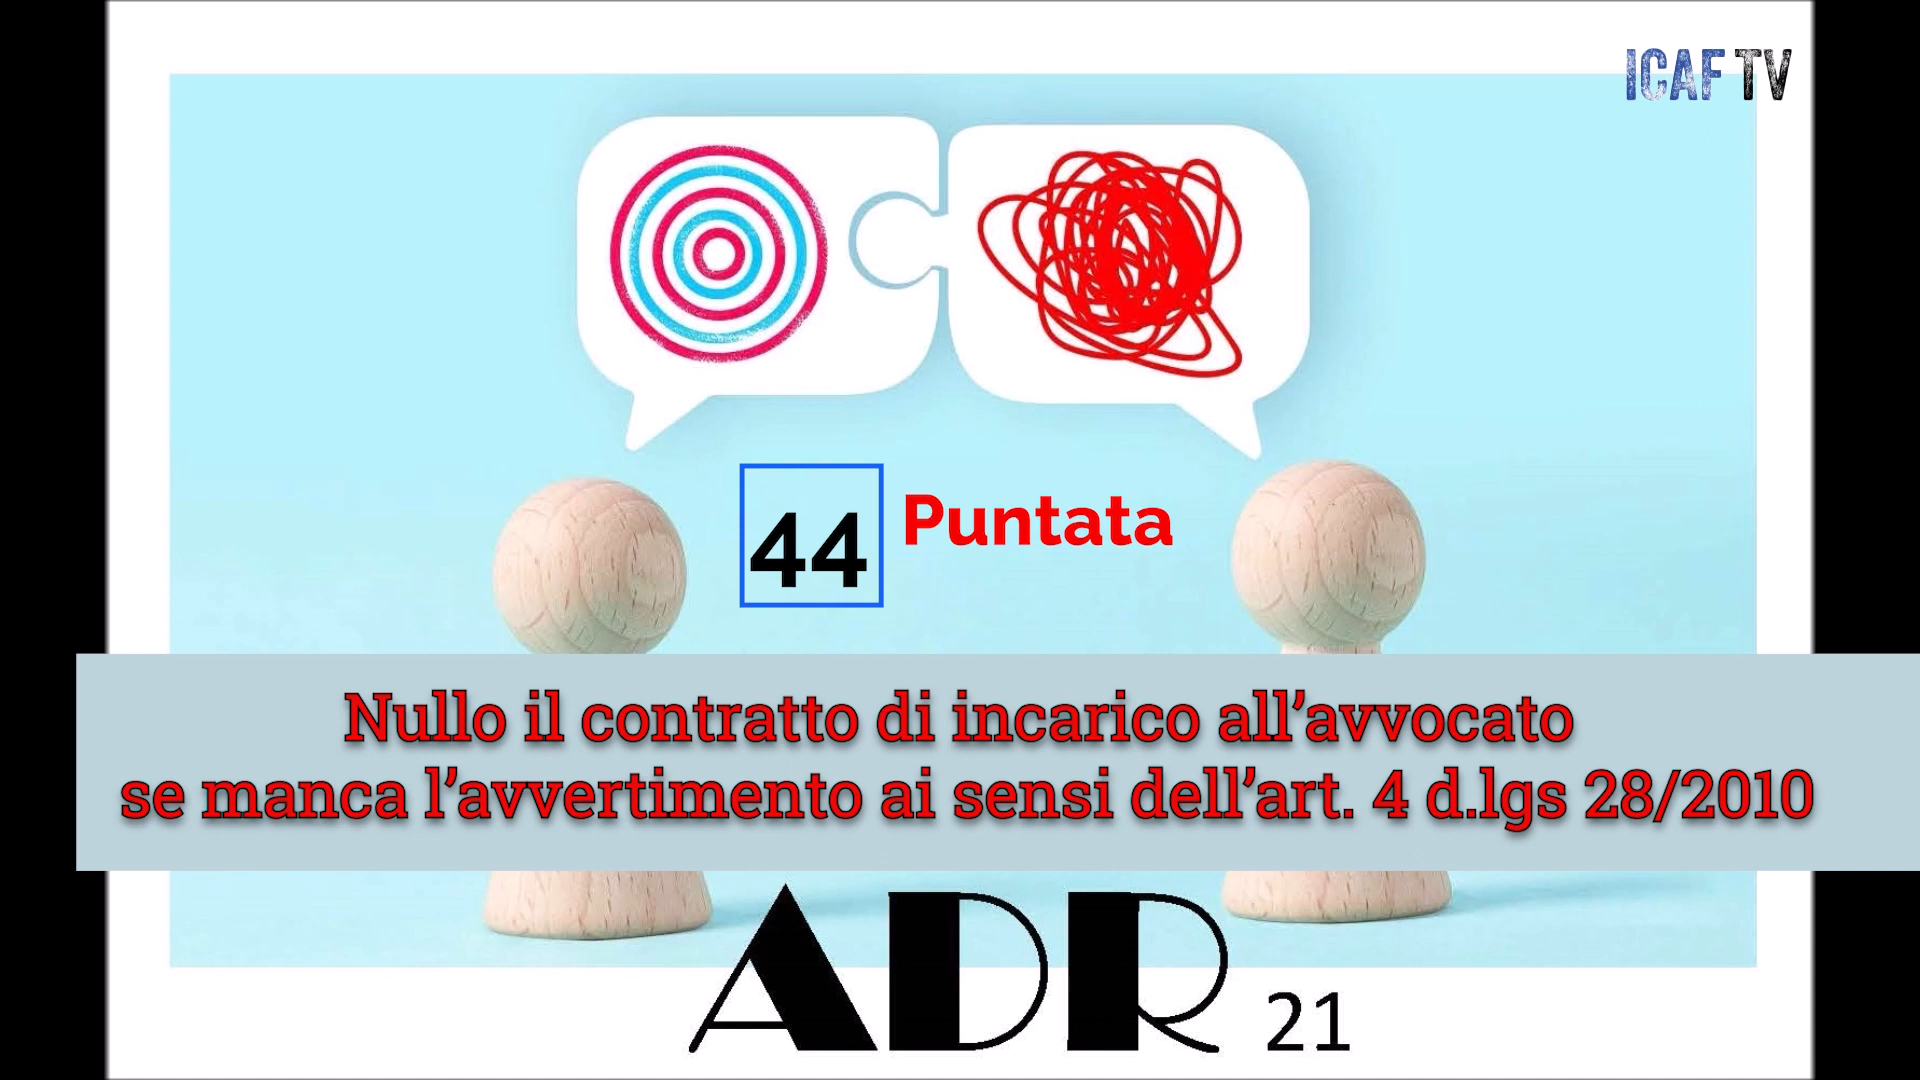 ICAF TV
44 Puntata
Nullo il contratto di incarico all’avvocato
se manca l’avvertimento ai sensi dell’art. 4 d.lgs 28/2010
ADR 21